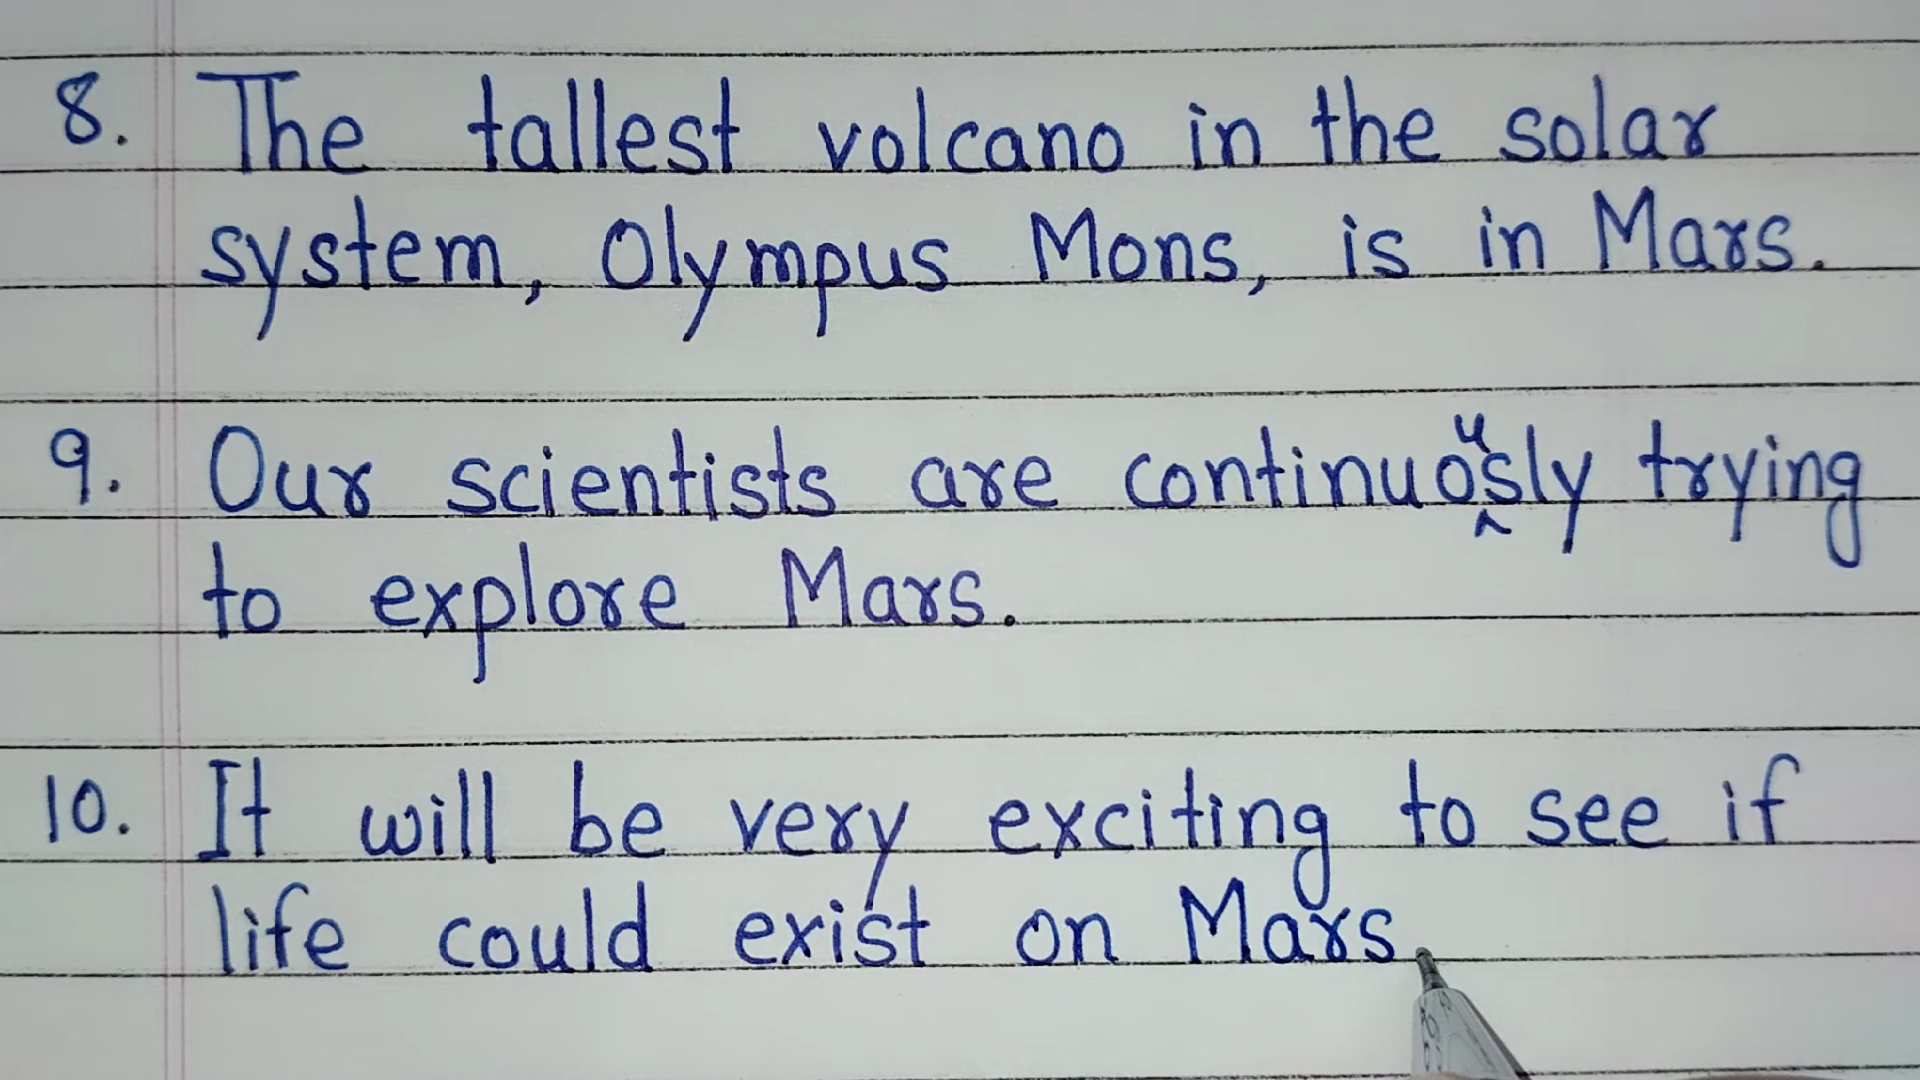 8. The tallest volcano in the solar
system, Olympus Mons, is in Mars.
9. Our scientists are continuously trying
to explore Mars.
10. It will be very exciting to see if
life could exist on Mars.